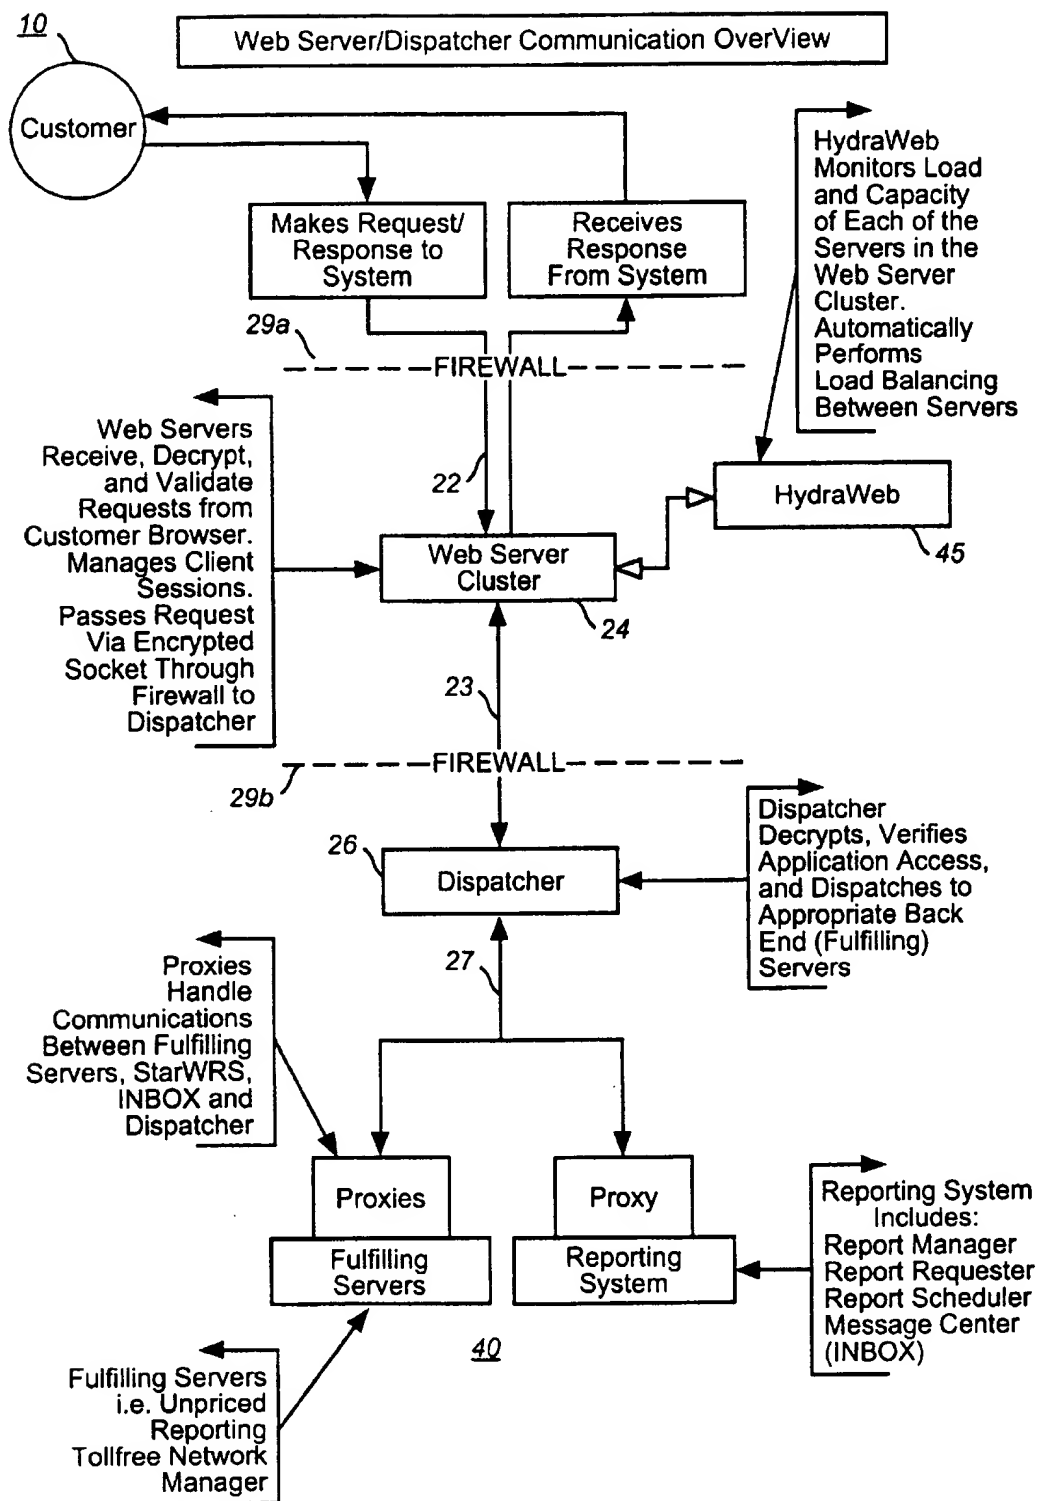 10
Web Server/Dispatcher Communication OverView
Customer
Makes Request/
Response to
System
Receives
Response
From System
HydraWeb
Monitors Load
and Capacity
of Each of the
Servers in the
Web Server
Cluster.
Automatically
Performs
Load Balancing
Between Servers
29a
FIREWALL
Web Servers
Receive, Decrypt,
and Validate
Requests from
Customer Browser.
Manages Client
Sessions.
Passes Request
Via Encrypted
Socket Through
Firewall to
Dispatcher
22
HydraWeb
45
Web Server
Cluster
24
23
FIREWALL
29b
26
Dispatcher
Dispatcher
Decrypts, Verifies
Application Access,
and Dispatches to
Appropriate Back
End (Fulfilling)
Servers
27
Proxies
Handle
Communications
Between Fulfilling
Servers, StarWRS,
INBOX and
Dispatcher
Proxies
Fulfilling
Servers
Proxy
Reporting
System
Reporting System
Includes:
Report Manager
Report Requester
Report Scheduler
Message Center
(INBOX)
40
Fulfilling Servers
i.e. Unpriced
Reporting
Tollfree Network
Manager